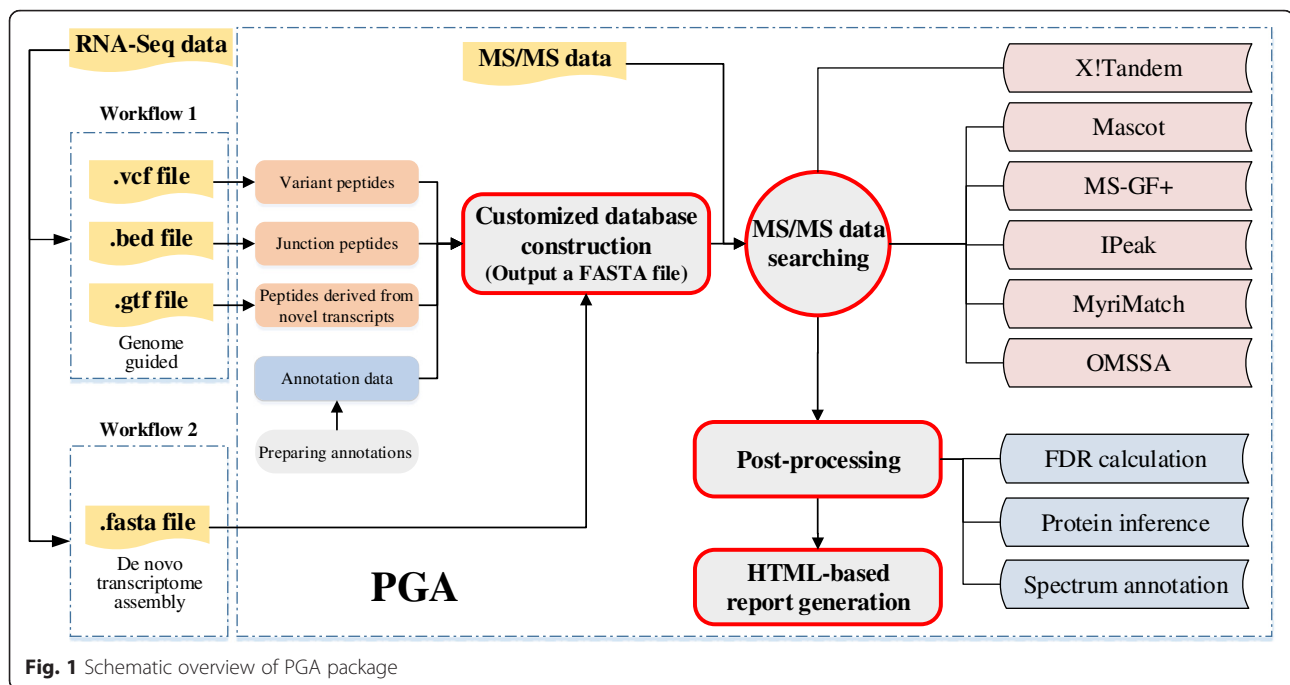 RNA-Seq data
MS/MS data
Workflow 1
.vcf file
.bed file
.gtf file
Genome
guided
Variant peptides
Junction peptides
Peptides derived from
novel transcripts
Annotation data
Preparing annotations
Customized database
construction
(Output a FASTA file)
MS/MS data
searching
X!Tandem
Mascot
MS-GF+
IPeak
MyriMatch
OMSSA
Workflow 2
.fasta file
De novo
transcriptome
assembly
PGA
Post-processing
HTML-based
report generation
FDR calculation
Protein inference
Spectrum annotation
Fig. 1 Schematic overview of PGA package